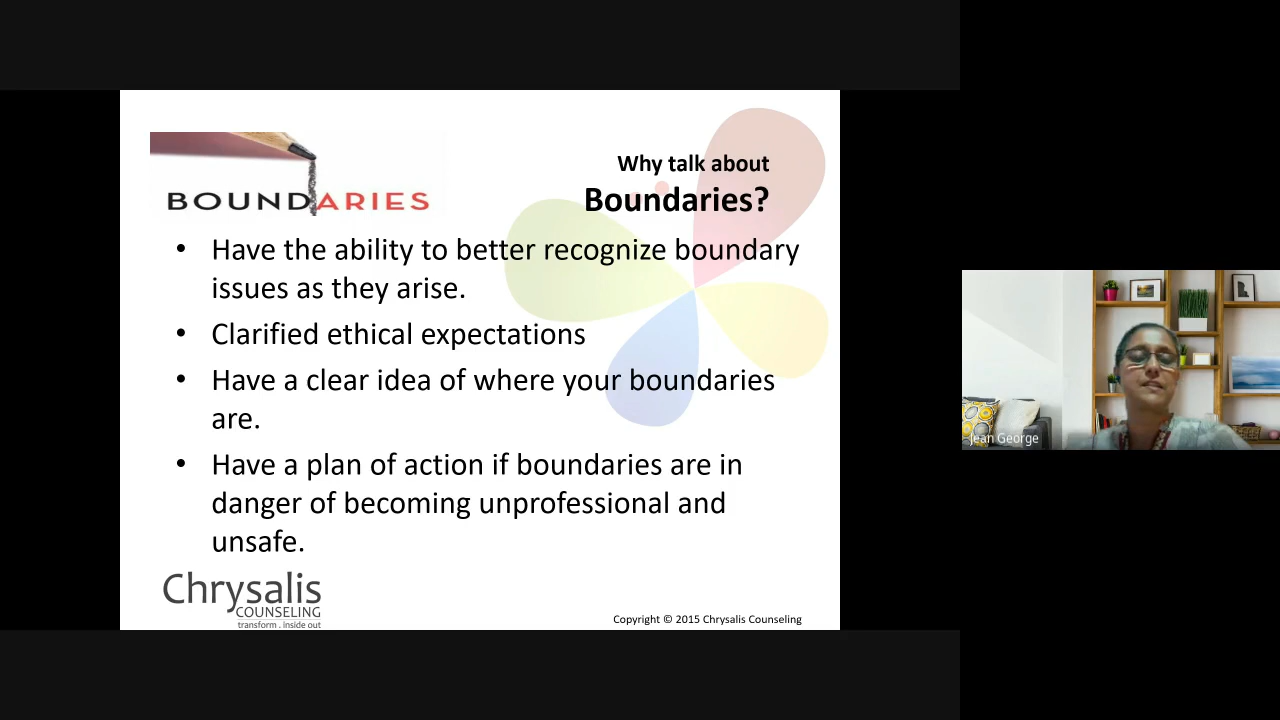 BOUNDARIES
Why talk about
Boundaries?
• Have the ability to better recognize boundary
issues as they arise.
• Clarified ethical expectations
• Have a clear idea of where your boundaries
are.
• Have a plan of action if boundaries are in
danger of becoming unprofessional and
unsafe.
Chrysalis
COUNSELING
transform . inside out
Copyright © 2015 Chrysalis Counseling
Jean George